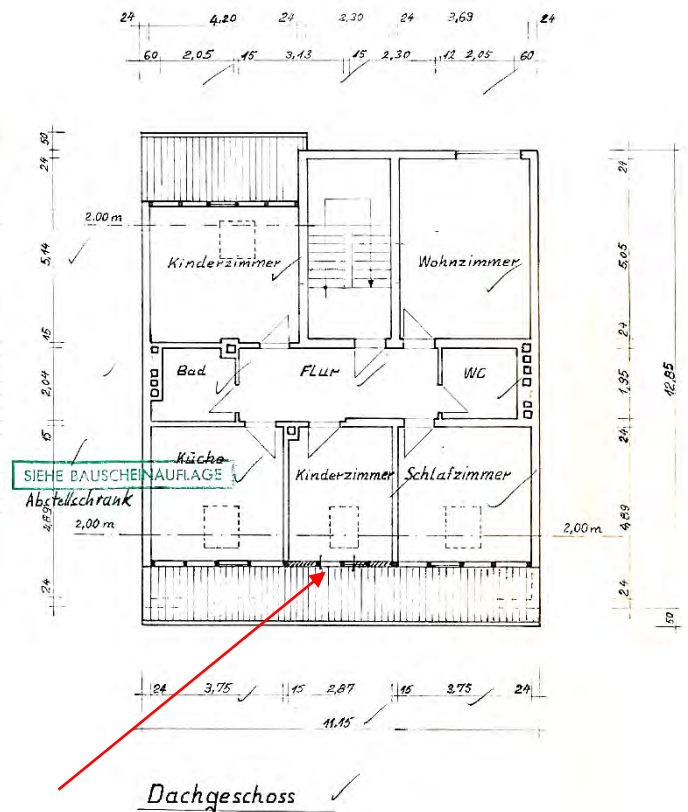 24 4,20 24 2,30 24 3,69 24
60 2,05 15 3,13 15 2,30 12 2,05 60
50
24
5,14
15
2,04
15
4,89
24
2.00 m
Kinderzimmer
Wohnzimmer
Bad
Flur
WC
Küche
Kinderzimmer
Schlafzimmer
SIEHE BAUSCHEINAUFLAGE
Abstellschrank
2,00 m
2,00 m
24
5,05
24
1,95
24
4,89
24
12,85
50
24 3,75 15 2,87 15 3,75 24
11,15
Dachgeschoss